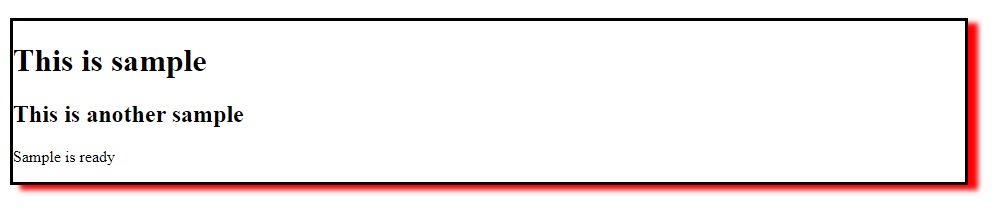 This is sample
This is another sample
Sample is ready